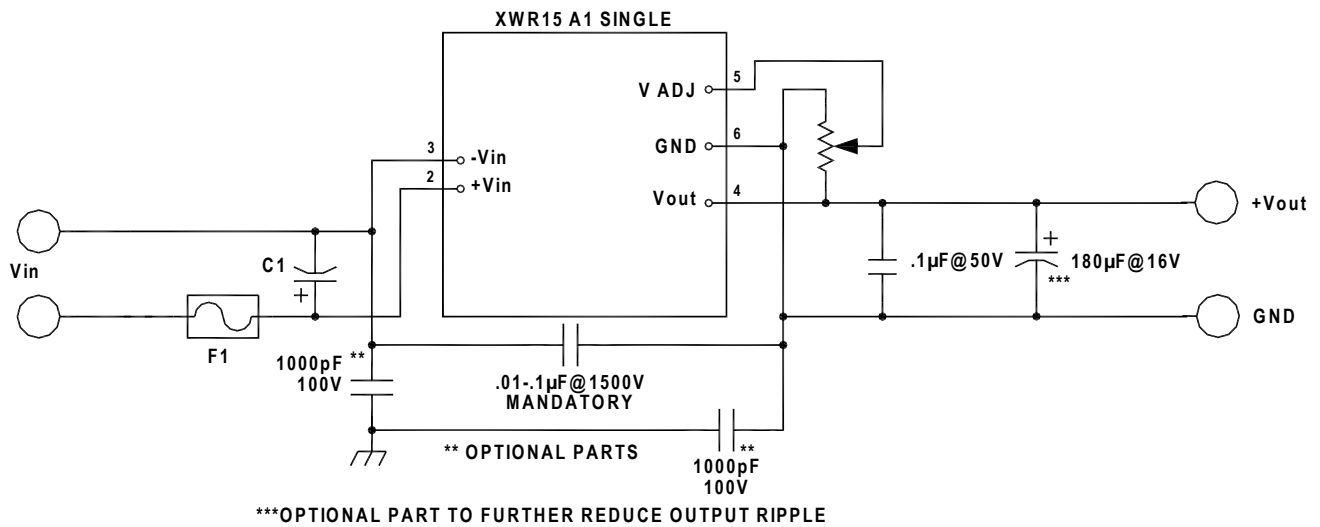 XWR15 A1 SINGLE
V ADJ
5
GND
6
Vout
4
3
-Vin
2
+Vin
Vin
C1
+
F1
.1µF@50V
+
180µF@16V
***
+Vout
GND
1000pF **
100V
.01-.1µF@1500V
MANDATORY
** OPTIONAL PARTS
**
1000pF
100V
***OPTIONAL PART TO FURTHER REDUCE OUTPUT RIPPLE